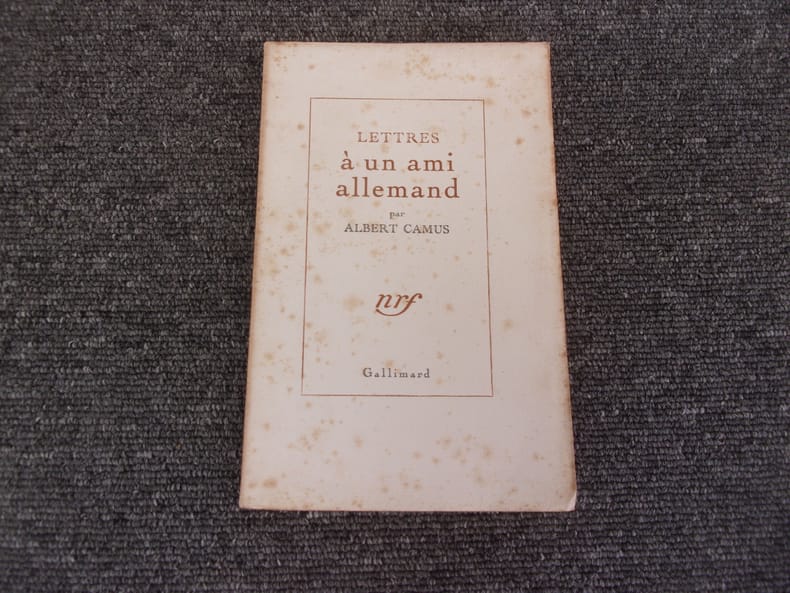 LETTRES
à un ami
allemand
par
ALBERT CAMUS
nrf
Gallimard